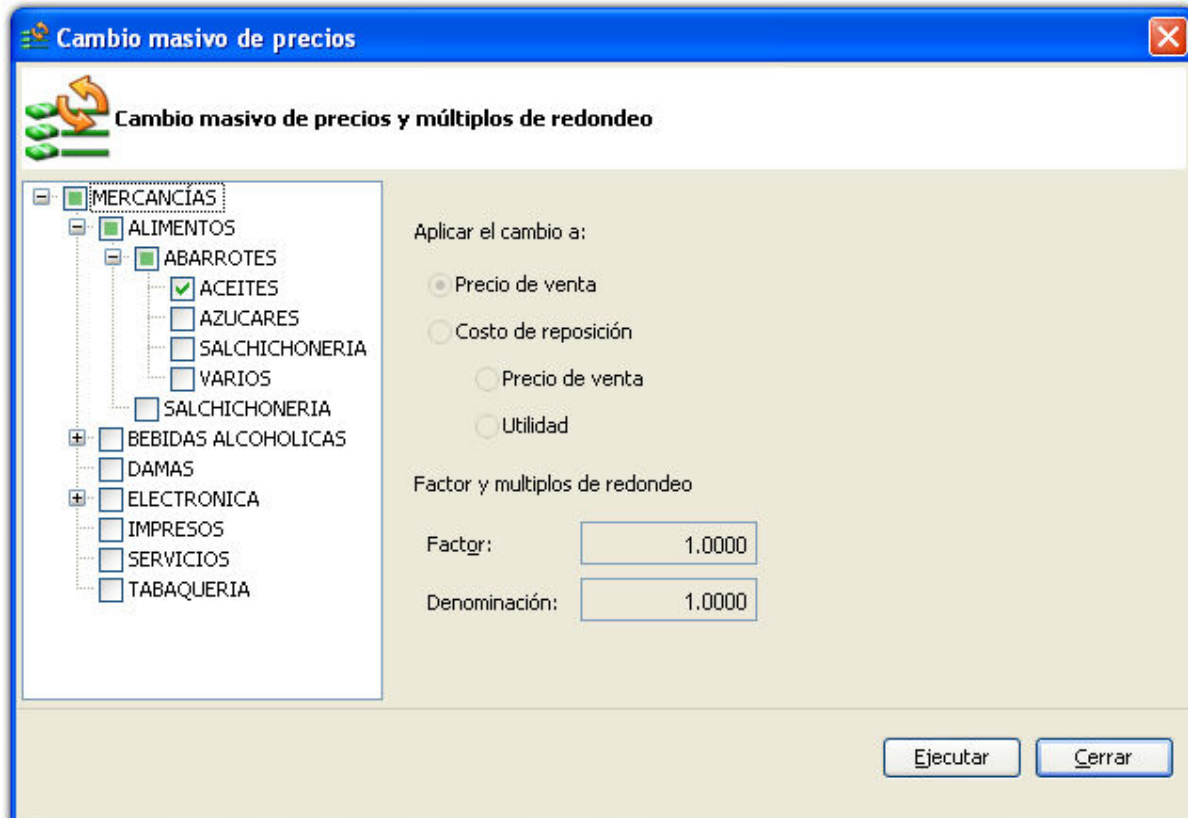 Cambio masivo de precios
Cambio masivo de precios y múltiplos de redondeo
MERCANCÍAS
ALIMENTOS
ABARROTES
ACEITES
AZUCARES
SALCHICHONERIA
VARIOS
SALCHICHONERIA
BEBIDAS ALCOHOLICAS
DAMAS
ELECTRONICA
IMPRESOS
SERVICIOS
TABAQUERIA
Aplicar el cambio a:
Precio de venta
Costo de reposición
Precio de venta
Utilidad
Factor y multiplos de redondeo
Factor: 1.0000
Denominación: 1.0000
Ejecutar Cerrar